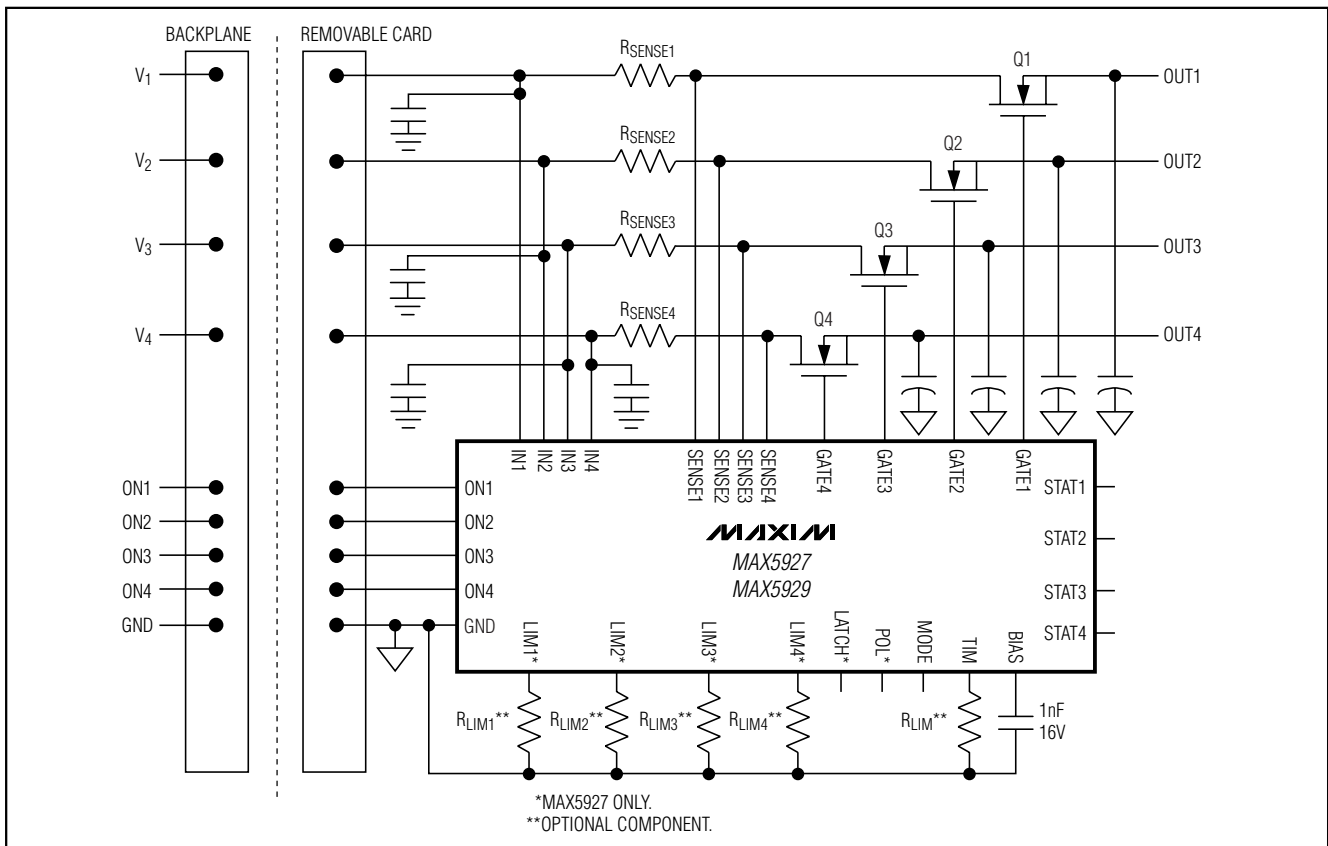 BACKPLANE
REMOVABLE CARD
V1
V2
V3
V4
RSENSE1
RSENSE2
RSENSE3
RSENSE4
Q1
Q2
Q3
Q4
OUT1
OUT2
OUT3
OUT4
IN1
IN2
IN3
IN4
SENSE1
SENSE2
SENSE3
SENSE4
GATE4
GATE3
GATE2
GATE1
ON1
ON2
ON3
ON4
GND
ON1
ON2
ON3
ON4
GND
MAXIM
MAX5927
MAX5929
STAT1
STAT2
STAT3
STAT4
LIM1*
LIM2*
LIM3*
LIM4*
LATCH*
POL*
MODE
TIM
BIAS
RLIM1**
RLIM2**
RLIM3**
RLIM4**
RLIM**
1nF
16V
*MAX5927 ONLY.
**OPTIONAL COMPONENT.